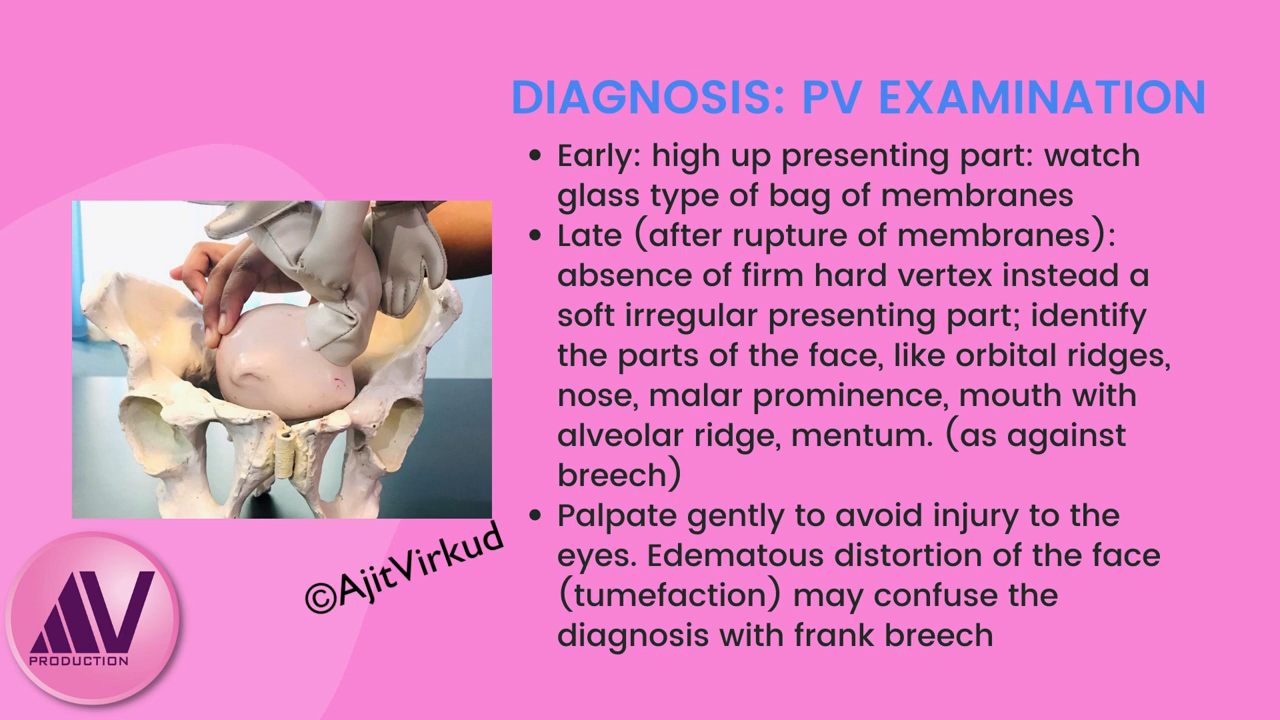 DIAGNOSIS: PV EXAMINATION
• Early: high up presenting part: watch
glass type of bag of membranes
• Late (after rupture of membranes):
absence of firm hard vertex instead a
soft irregular presenting part; identify
the parts of the face, like orbital ridges,
nose, malar prominence, mouth with
alveolar ridge, mentum. (as against
breech)
• Palpate gently to avoid injury to the
eyes. Edematous distortion of the face
(tumefaction) may confuse the
diagnosis with frank breech
©AjitVirkud
AV
PRODUCTION